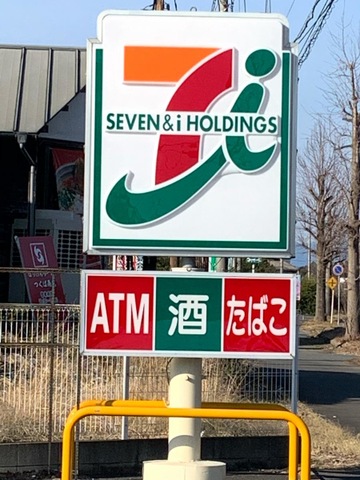 SEVEN & i HOLDINGS
ATM 酒 たばこ